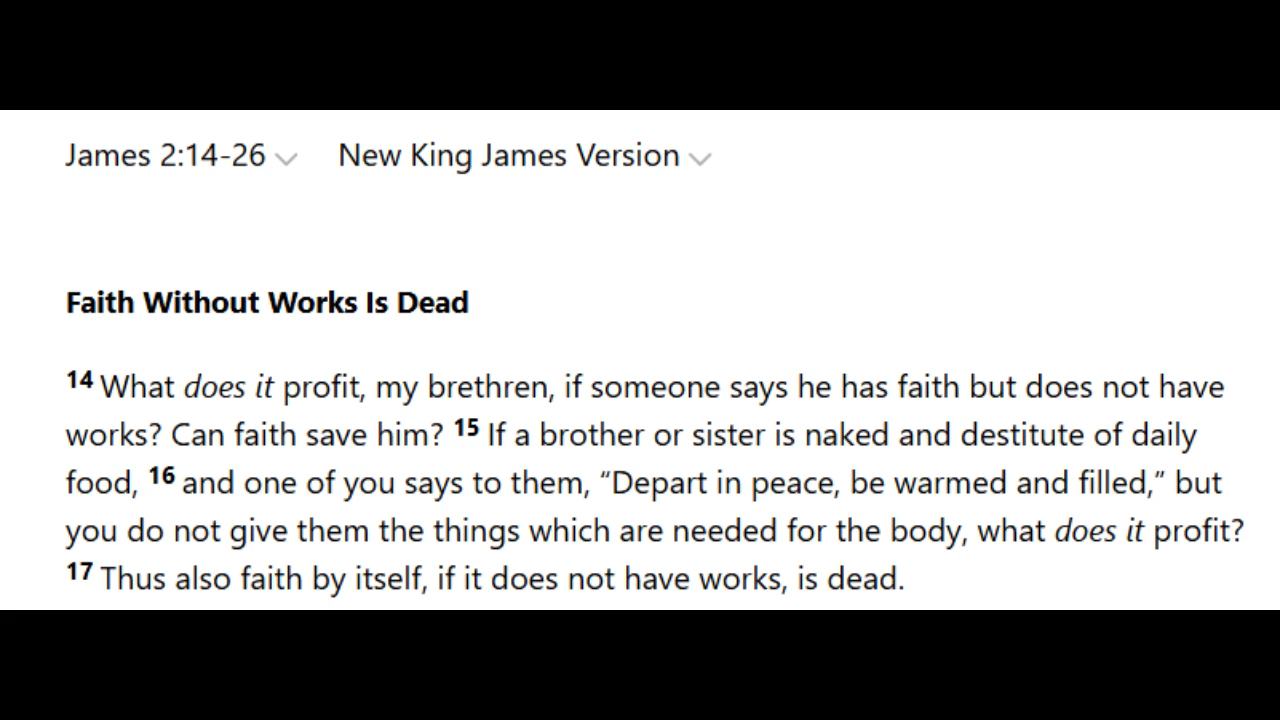 James 2:14-26 New King James Version
Faith Without Works Is Dead
14 What does it profit, my brethren, if someone says he has faith but does not have
works? Can faith save him? 15 If a brother or sister is naked and destitute of daily
food, 16 and one of you says to them, “Depart in peace, be warmed and filled,” but
you do not give them the things which are needed for the body, what does it profit?
17 Thus also faith by itself, if it does not have works, is dead.